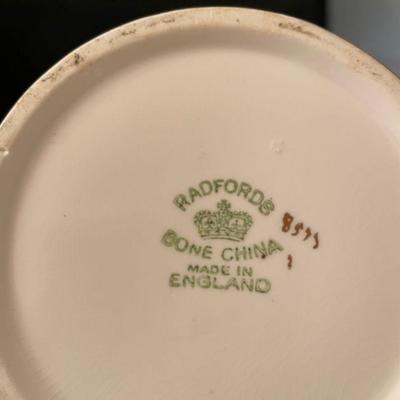 RADFORDS
BONE CHINA
MADE IN
ENGLAND